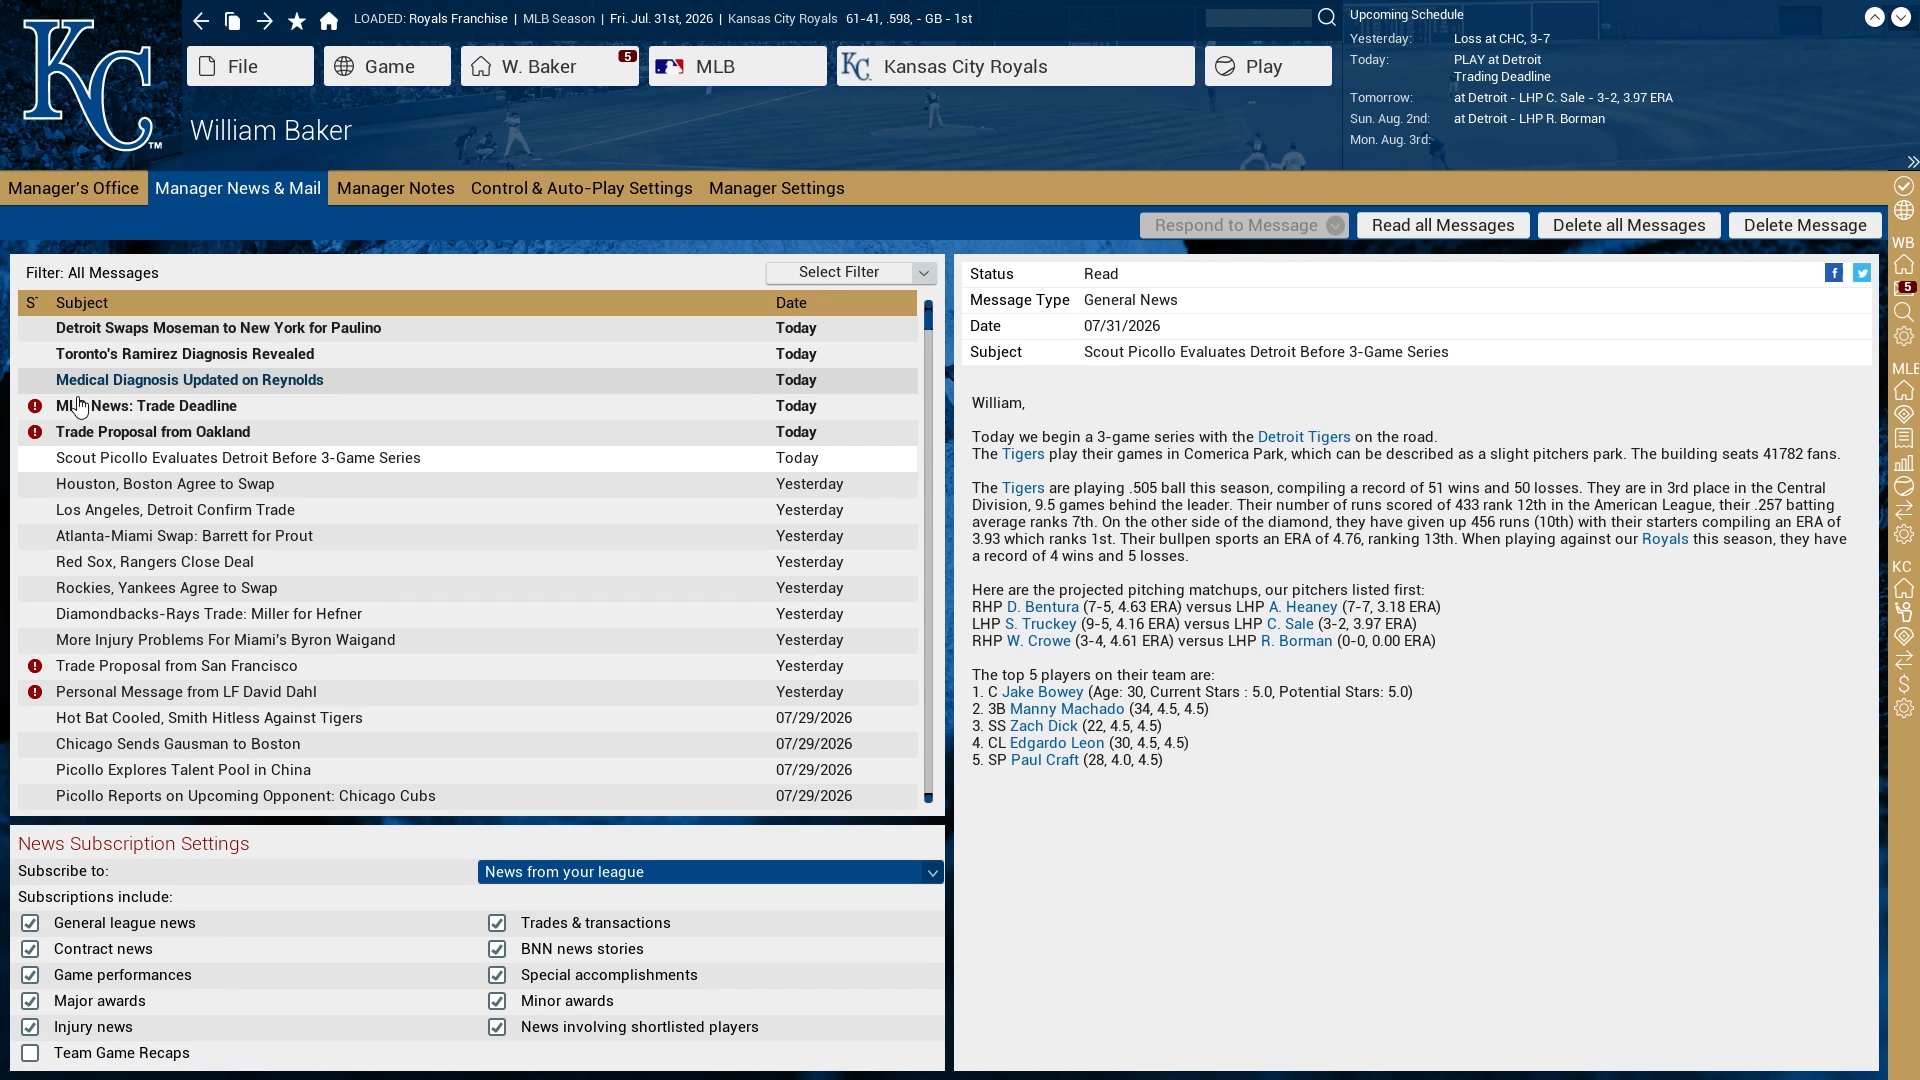 LOADED: Royals Franchise | MLB Season | Fri. Jul. 31st, 2026 | Kansas City Royals 61-41, .598, - GB - 1st
File
Game
W. Baker
5
MLB
Kansas City Royals
Play
KC
TM
William Baker
Upcoming Schedule
Yesterday: Loss at CHC, 3-7
Today: PLAY at Detroit
Trading Deadline
Tomorrow: at Detroit - LHP C. Sale - 3-2, 3.97 ERA
Sun. Aug. 2nd: at Detroit - LHP R. Borman
Mon. Aug. 3rd:
Manager's Office
Manager News & Mail
Manager Notes
Control & Auto-Play Settings
Manager Settings
Respond to Message
Read all Messages
Delete all Messages
Delete Message
Filter: All Messages
Select Filter
Subject Date
Detroit Swaps Moseman to New York for Paulino Today
Toronto's Ramirez Diagnosis Revealed Today
Medical Diagnosis Updated on Reynolds Today
News: Trade Deadline Today
Trade Proposal from Oakland Today
Scout Picollo Evaluates Detroit Before 3-Game Series Today
Houston, Boston Agree to Swap Yesterday
Los Angeles, Detroit Confirm Trade Yesterday
Atlanta-Miami Swap: Barrett for Prout Yesterday
Red Sox, Rangers Close Deal Yesterday
Rockies, Yankees Agree to Swap Yesterday
Diamondbacks-Rays Trade: Miller for Hefner Yesterday
More Injury Problems For Miami's Byron Waigand Yesterday
Trade Proposal from San Francisco Yesterday
Personal Message from LF David Dahl Yesterday
Hot Bat Cooled, Smith Hitless Against Tigers 07/29/2026
Chicago Sends Gausman to Boston 07/29/2026
Picollo Explores Talent Pool in China 07/29/2026
Picollo Reports on Upcoming Opponent: Chicago Cubs 07/29/2026
News Subscription Settings
Subscribe to: News from your league
Subscriptions include:
General league news
Trades & transactions
Contract news
BNN news stories
Game performances
Special accomplishments
Major awards
Minor awards
Injury news
News involving shortlisted players
Team Game Recaps
Status Read
Message Type General News
Date 07/31/2026
Subject Scout Picollo Evaluates Detroit Before 3-Game Series
William,
Today we begin a 3-game series with the Detroit Tigers on the road.
The Tigers play their games in Comerica Park, which can be described as a slight pitchers park. The building seats 41782 fans.
The Tigers are playing .505 ball this season, compiling a record of 51 wins and 50 losses. They are in 3rd place in the Central
Division, 9.5 games behind the leader. Their number of runs scored of 433 rank 12th in the American League, their .257 batting
average ranks 7th. On the other side of the diamond, they have given up 456 runs (10th) with their starters compiling an ERA of
3.93 which ranks 1st. Their bullpen sports an ERA of 4.76, ranking 13th. When playing against our Royals this season, they have
a record of 4 wins and 5 losses.
Here are the projected pitching matchups, our pitchers listed first:
RHP D. Bentura (7-5, 4.63 ERA) versus LHP A. Heaney (7-7, 3.18 ERA)
LHP S. Truckey (9-5, 4.16 ERA) versus LHP C. Sale (3-2, 3.97 ERA)
RHP W. Crowe (3-4, 4.61 ERA) versus LHP R. Borman (0-0, 0.00 ERA)
The top 5 players on their team are:
1. C Jake Bowey (Age: 30, Current Stars : 5.0, Potential Stars: 5.0)
2. 3B Manny Machado (34, 4.5, 4.5)
3. SS Zach Dick (22, 4.5, 4.5)
4. CL Edgardo Leon (30, 4.5, 4.5)
5. SP Paul Craft (28, 4.0, 4.5)
WB
5
MLB
KC